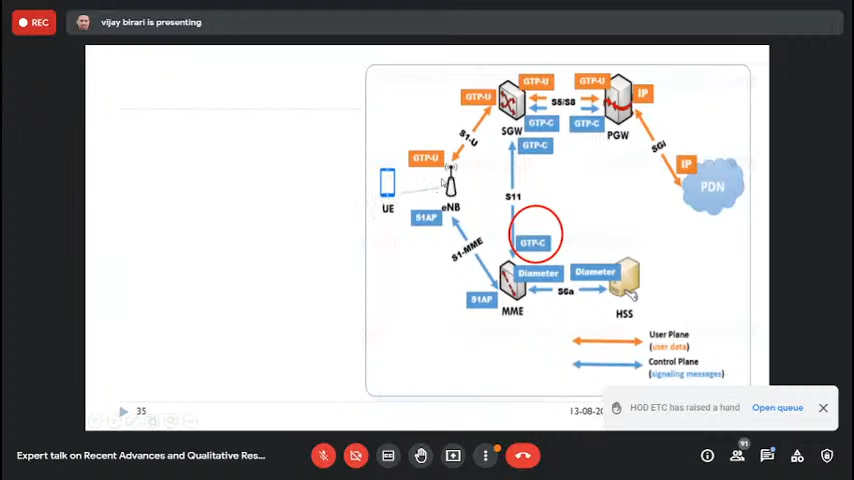 REC
vijay birari is presenting
GTP-U
GTP-U
GTP-U
IP
S5/S8
GTP-C
GTP-C
SGW
PGW
GTP-C
S1-U
SGi
GTP-U
IP
PDN
UE
eNB
S11
S1AP
S1-MME
GTP-C
Diameter
Diameter
S6a
S1AP
MME
HSS
User Plane
(user data)
Control Plane
(signaling messages)
35
13-08-20
HOD ETC has raised a hand
Open queue
91
Expert talk on Recent Advances and Qualitative Res...